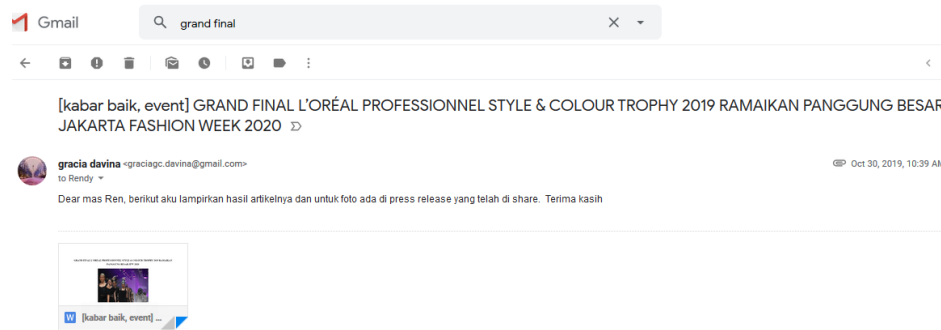 Gmail
grand final
[kabar baik, event] GRAND FINAL L'ORÉAL PROFESSIONNEL STYLE & COLOUR TROPHY 2019 RAMAIKAN PANGGUNG BESAR
JAKARTA FASHION WEEK 2020
gracia davina <graciagc.davina@gmail.com>
Oct 30, 2019, 10:39 AM
to Rendy
Dear mas Ren, berikut aku lampirkan hasil artikelnya dan untuk foto ada di press release yang telah di share. Terima kasih
W [kabar baik, event] ...